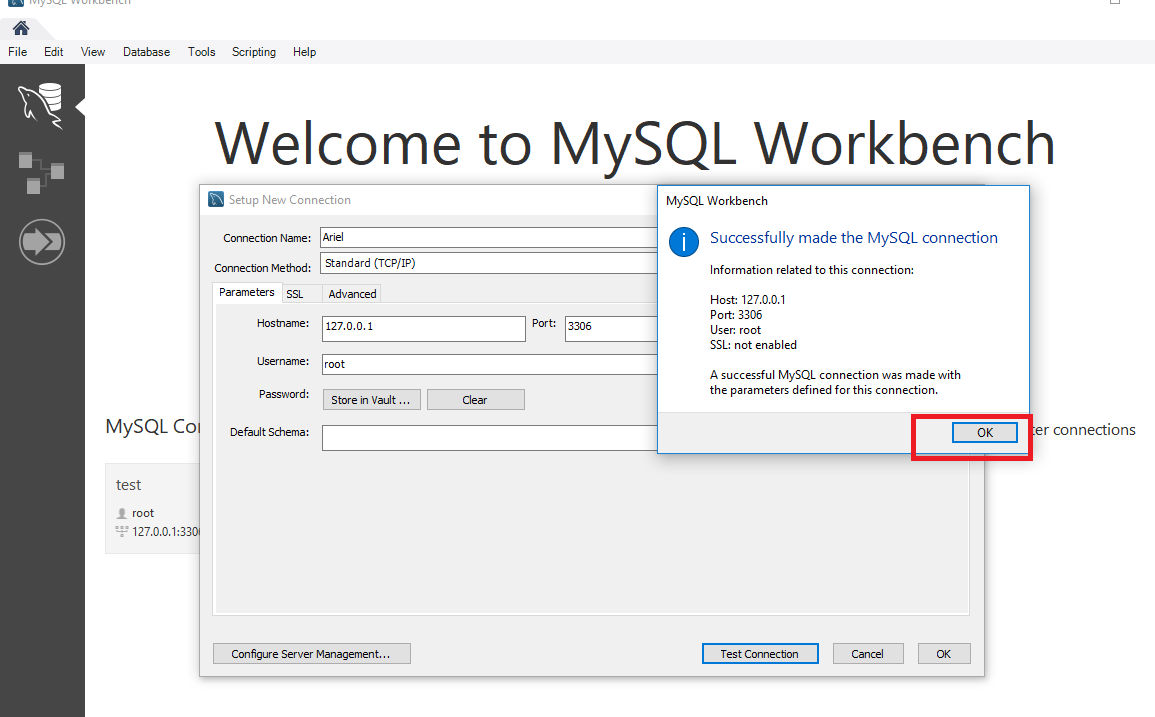 MySQL Workbench
File Edit View Database Tools Scripting Help
Welcome to MySQL Workbench
Setup New Connection
Connection Name: Ariel
Connection Method: Standard (TCP/IP)
Parameters SSL Advanced
Hostname: 127.0.0.1 Port: 3306
Username: root
Password: Store in Vault ... Clear
Default Schema:
MySQL Workbench
Successfully made the MySQL connection
Information related to this connection:
Host: 127.0.0.1
Port: 3306
User: root
SSL: not enabled
A successful MySQL connection was made with
the parameters defined for this connection.
OK
MySQL Co
ter connections
test
root
127.0.0.1:330
Configure Server Management... Test Connection Cancel OK